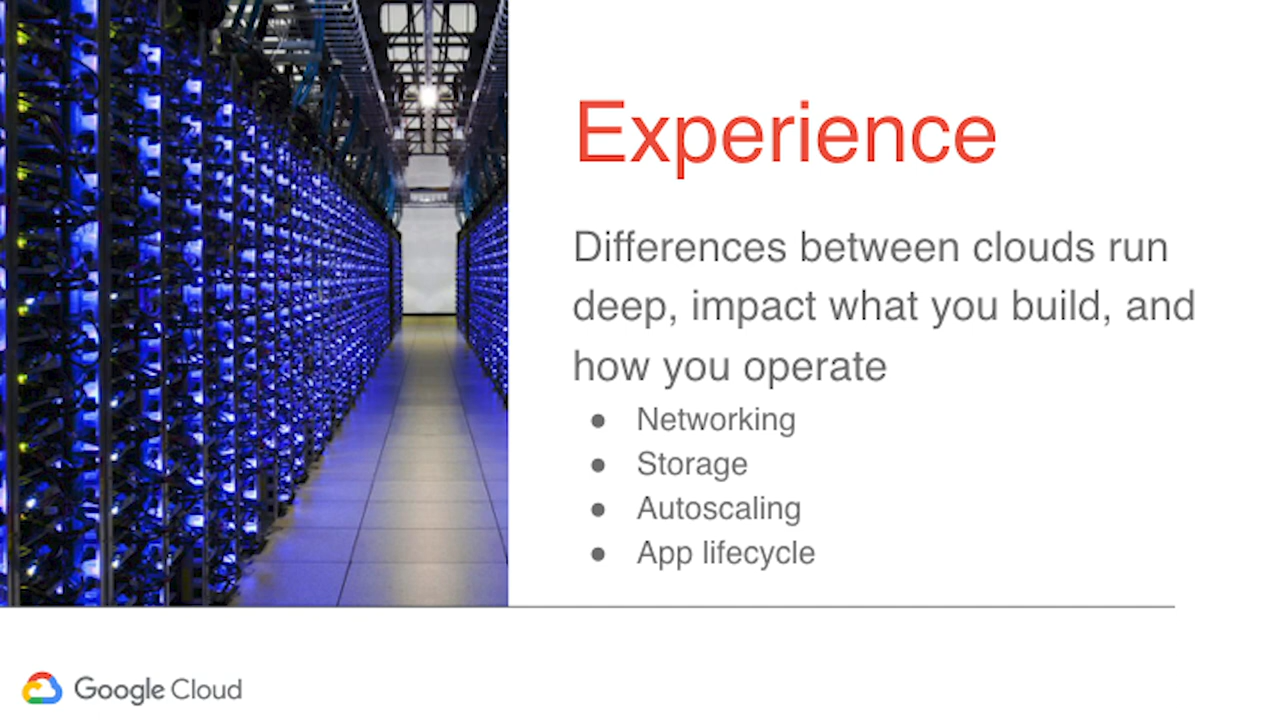 Experience
Differences between clouds run
deep, impact what you build, and
how you operate
● Networking
● Storage
● Autoscaling
● App lifecycle
Google Cloud